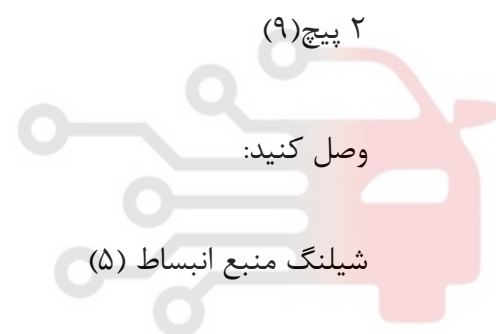 ۲ پیچ(۹)
وصل کنید:
شیلنگ منبع انبساط (۵)